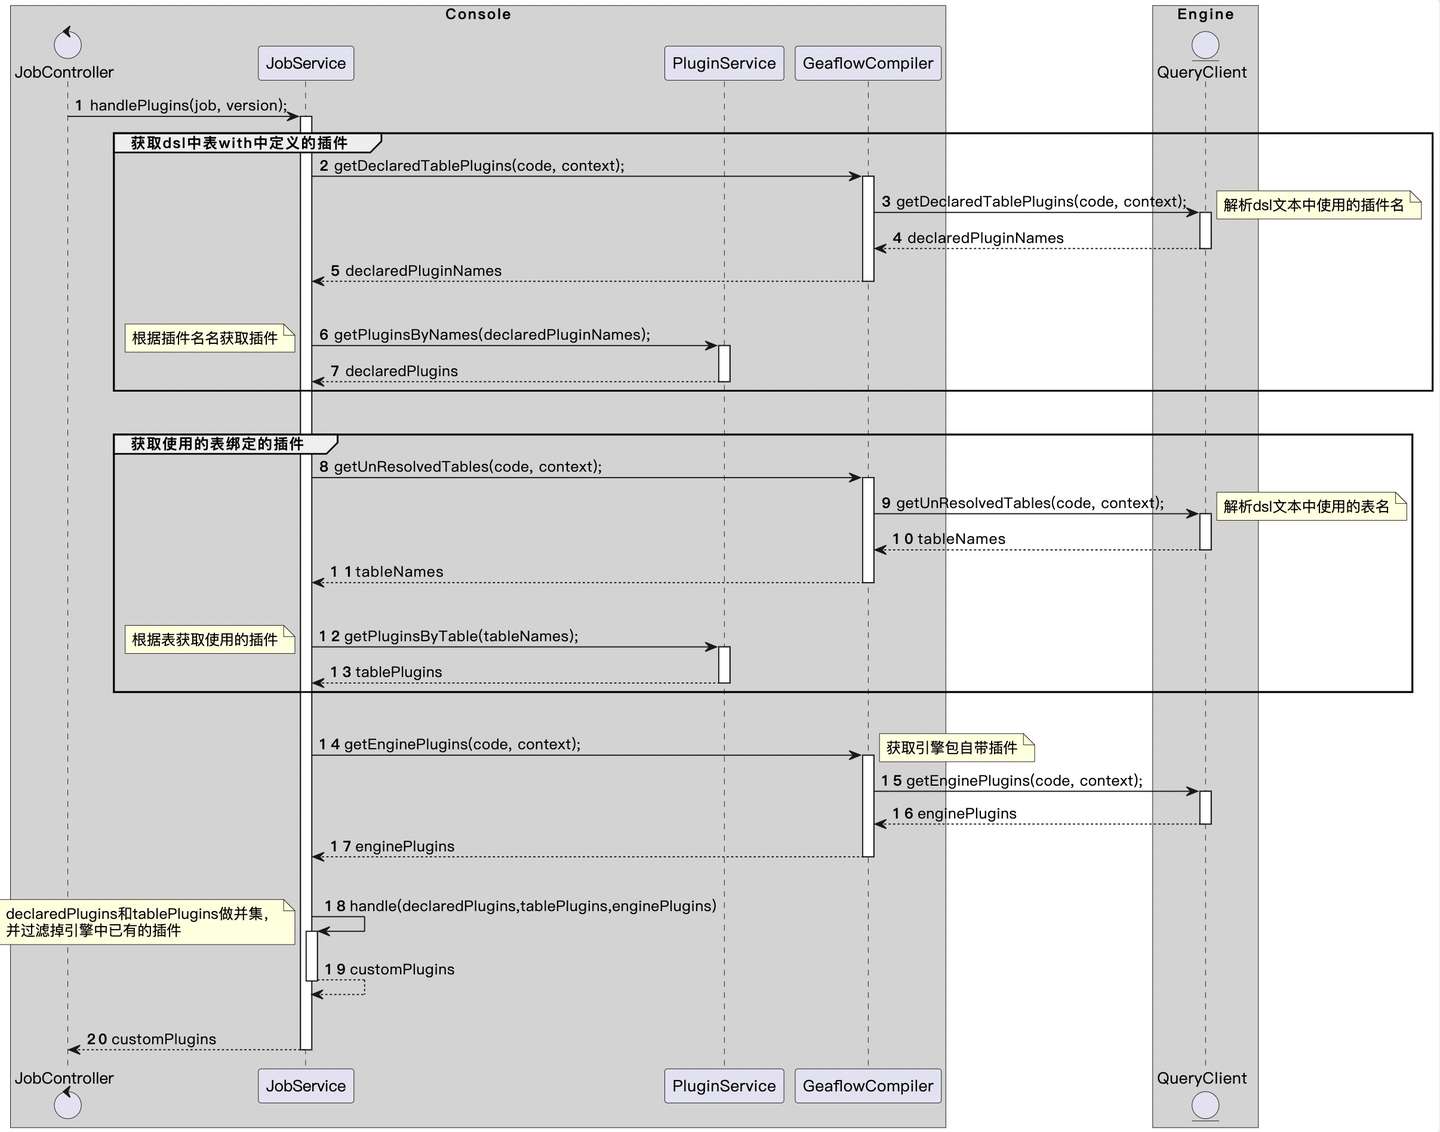 Console
Engine
JobController
JobService
PluginService
GeaflowCompiler
QueryClient
1 handlePlugins(job, version);
获取dsl中表with中定义的插件
2 getDeclaredTablePlugins(code, context);
3 getDeclaredTablePlugins(code, context);
解析dsl文本中使用的插件名
4 declaredPluginNames
5 declaredPluginNames
根据插件名名获取插件
6 getPluginsByNames(declaredPluginNames);
7 declaredPlugins
获取使用的表绑定的插件
8 getUnResolvedTables(code, context);
9 getUnResolvedTables(code, context);
解析dsl文本中使用的表名
10 tableNames
11 tableNames
根据表获取使用的插件
12 getPluginsByTable(tableNames);
13 tablePlugins
14 getEnginePlugins(code, context);
获取引擎包自带插件
15 getEnginePlugins(code, context);
16 enginePlugins
17 enginePlugins
declaredPlugins和tablePlugins做并集，
并过滤掉引擎中已有的插件
18 handle(declaredPlugins,tablePlugins,enginePlugins)
19 customPlugins
20 customPlugins
JobController
JobService
PluginService
GeaflowCompiler
QueryClient